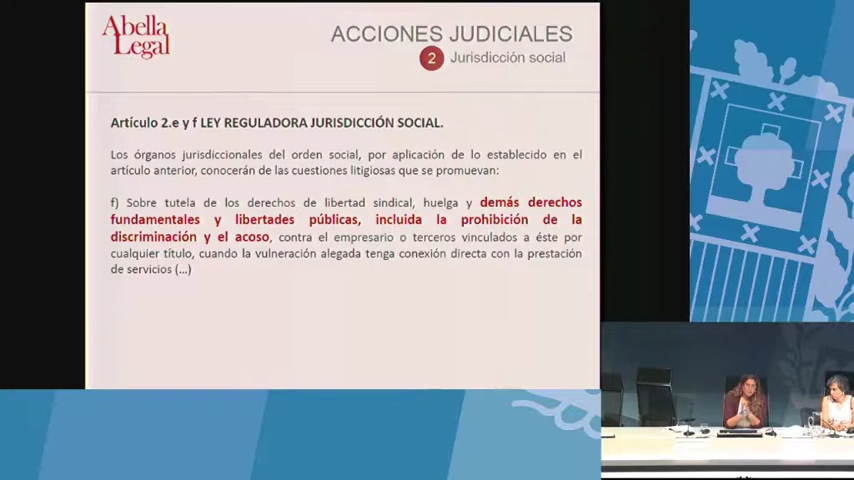 Abella
Legal
ACCIONES JUDICIALES
2 Jurisdicción social
Artículo 2.e y f LEY REGULADORA JURISDICCIÓN SOCIAL.
Los órganos jurisdiccionales del orden social, por aplicación de lo establecido en el
artículo anterior, conocerán de las cuestiones litigiosas que se promuevan:
f) Sobre tutela de los derechos de libertad sindical, huelga y demás derechos
fundamentales y libertades públicas, incluida la prohibición de la
discriminación y el acoso, contra el empresario o terceros vinculados a éste por
cualquier título, cuando la vulneración alegada tenga conexión directa con la prestación
de servicios (...)